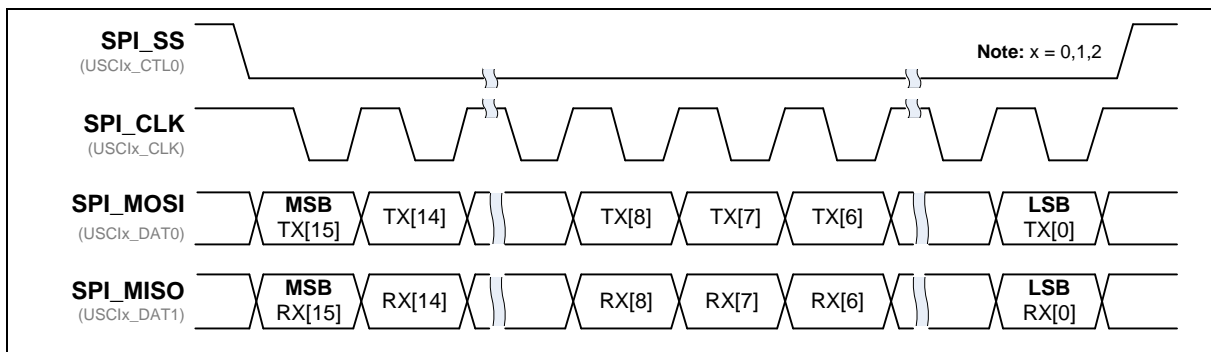 SPI_SS
(USCIx_CTL0)
Note: x = 0,1,2
SPI_CLK
(USCIx_CLK)
SPI_MOSI
(USCIx_DAT0)
MSB
TX[15]
TX[14]
TX[8]
TX[7]
TX[6]
LSB
TX[0]
SPI_MISO
(USCIx_DAT1)
MSB
RX[15]
RX[14]
RX[8]
RX[7]
RX[6]
LSB
RX[0]